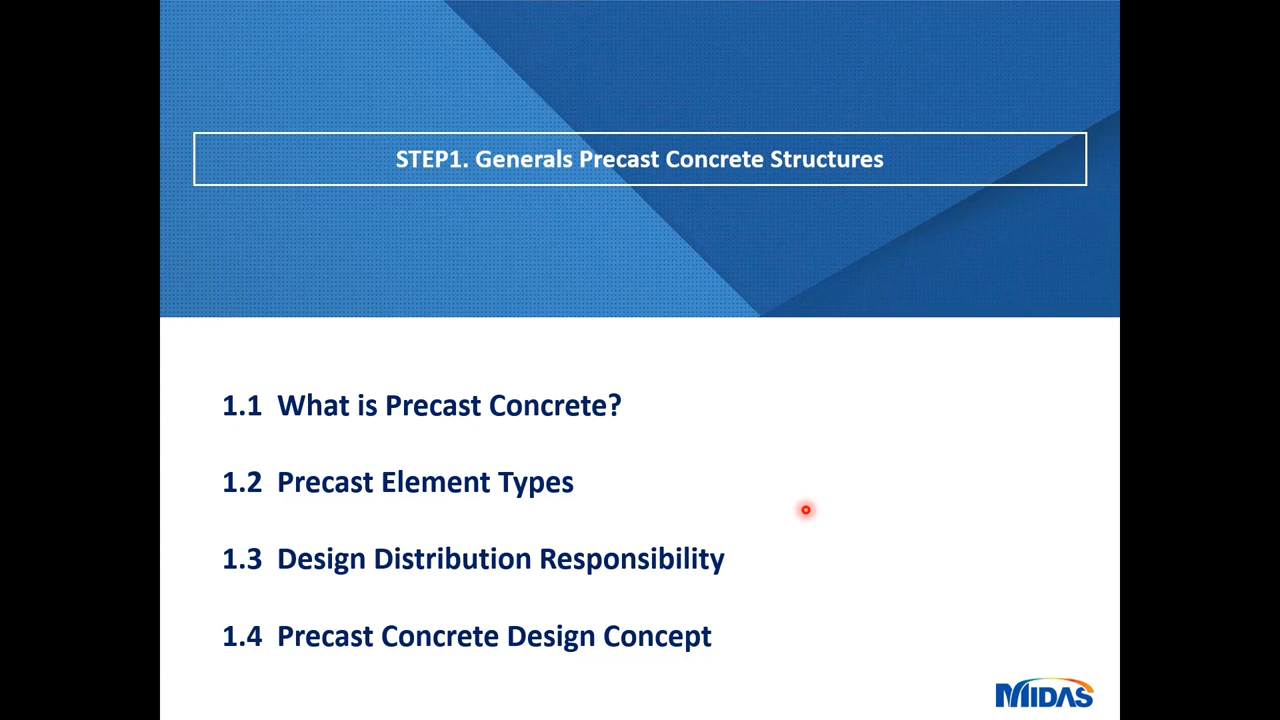 STEP1. Generals Precast Concrete Structures
1.1 What is Precast Concrete?
1.2 Precast Element Types
1.3 Design Distribution Responsibility
1.4 Precast Concrete Design Concept
MIDAS